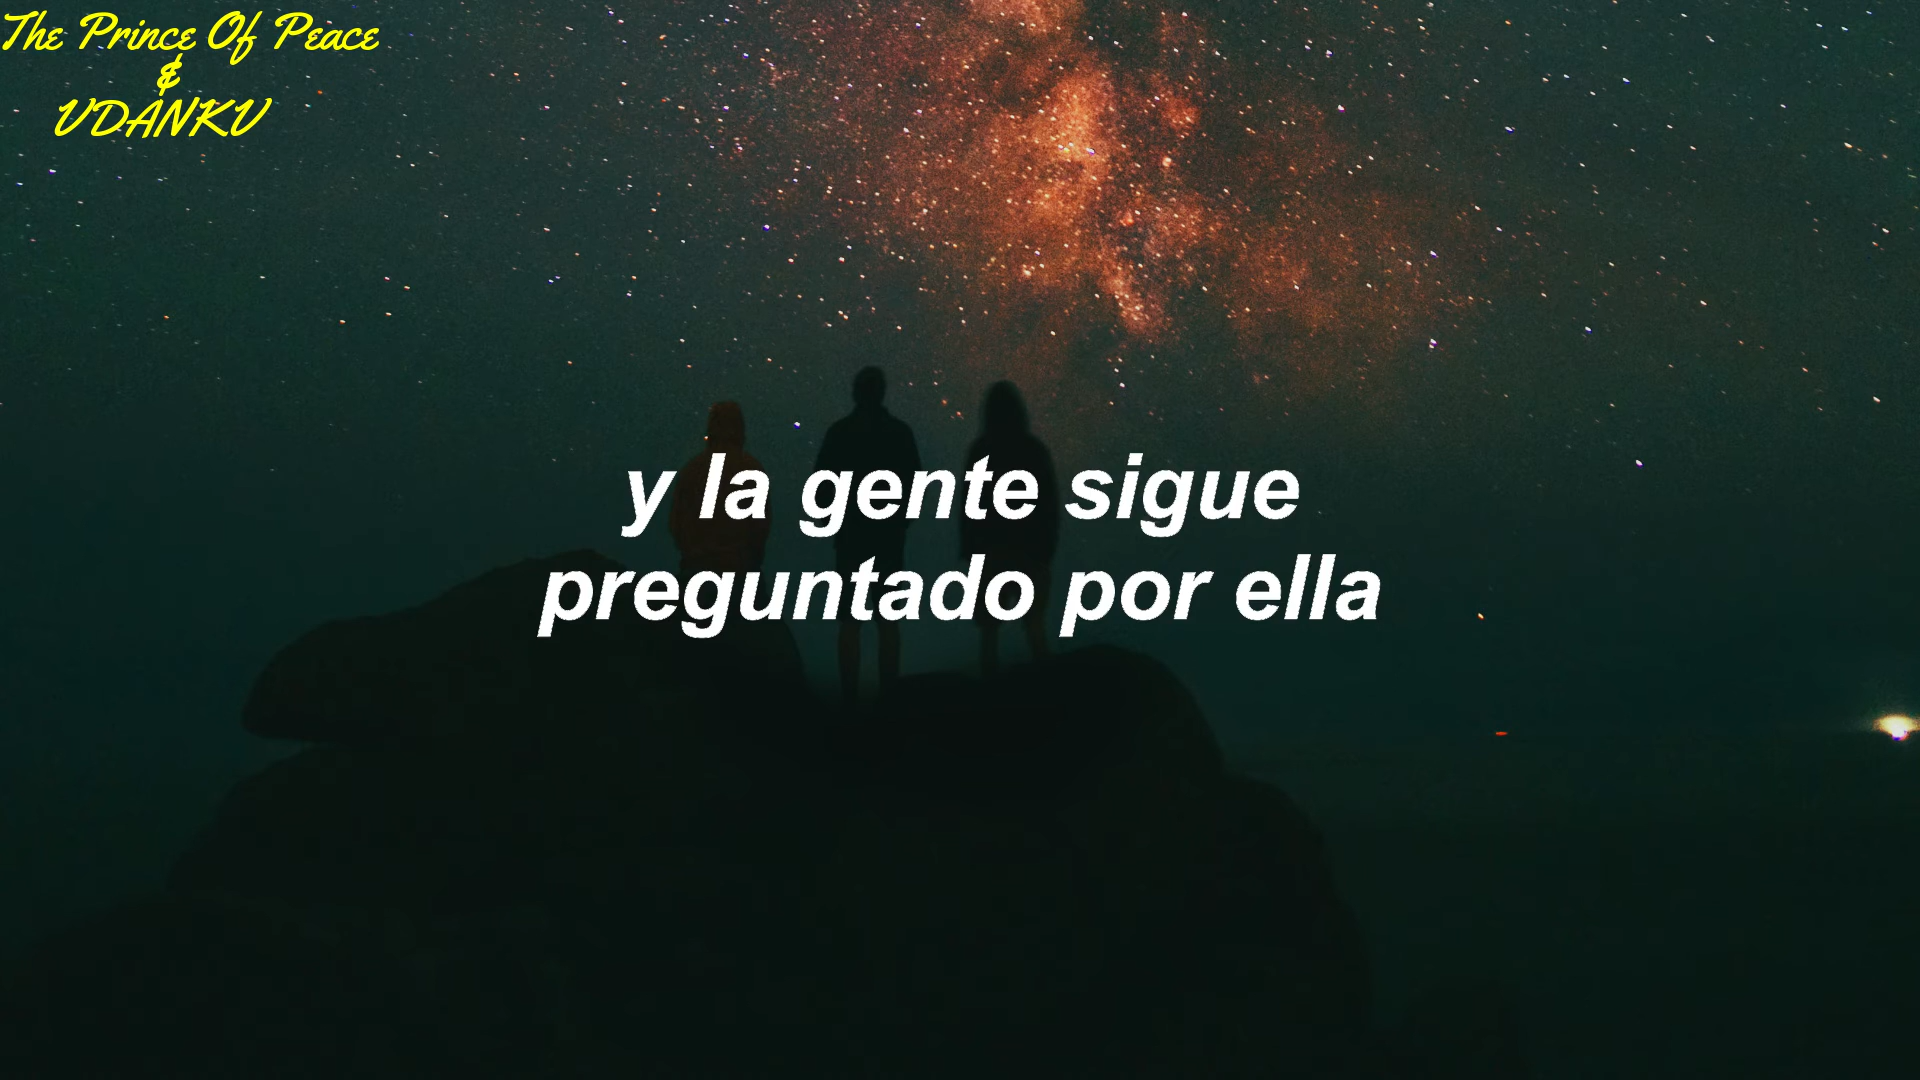 The Prince Of Peace
&
VDANKV
y la gente sigue
preguntado por ella